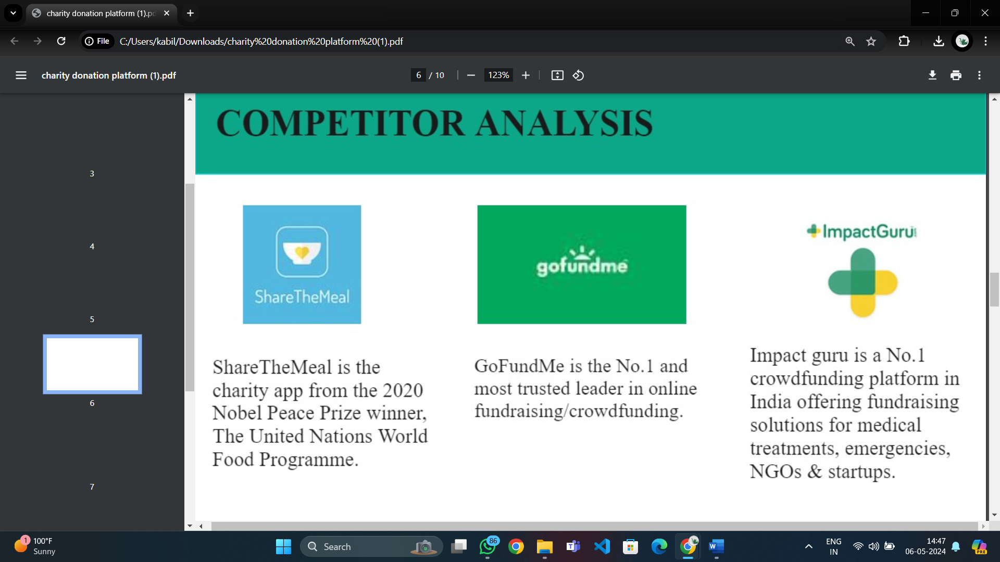 charity donation platform (1).pd
File
C:/Users/kabil/Downloads/charity%20donation%20platform%20(1).pdf
charity donation platform (1).pdf
6 / 10
123%
3
4
5
6
7
COMPETITOR ANALYSIS
ShareTheMeal
gofundme
ImpactGuru
ShareTheMeal is the
charity app from the 2020
Nobel Peace Prize winner,
The United Nations World
Food Programme.
GoFundMe is the No.1 and
most trusted leader in online
fundraising/crowdfunding.
Impact guru is a No.1
crowdfunding platform in
India offering fundraising
solutions for medical
treatments, emergencies,
NGOs & startups.
1
100°F
Sunny
Search
86
T
W
PRE
ENG
IN
14:47
06-05-2024